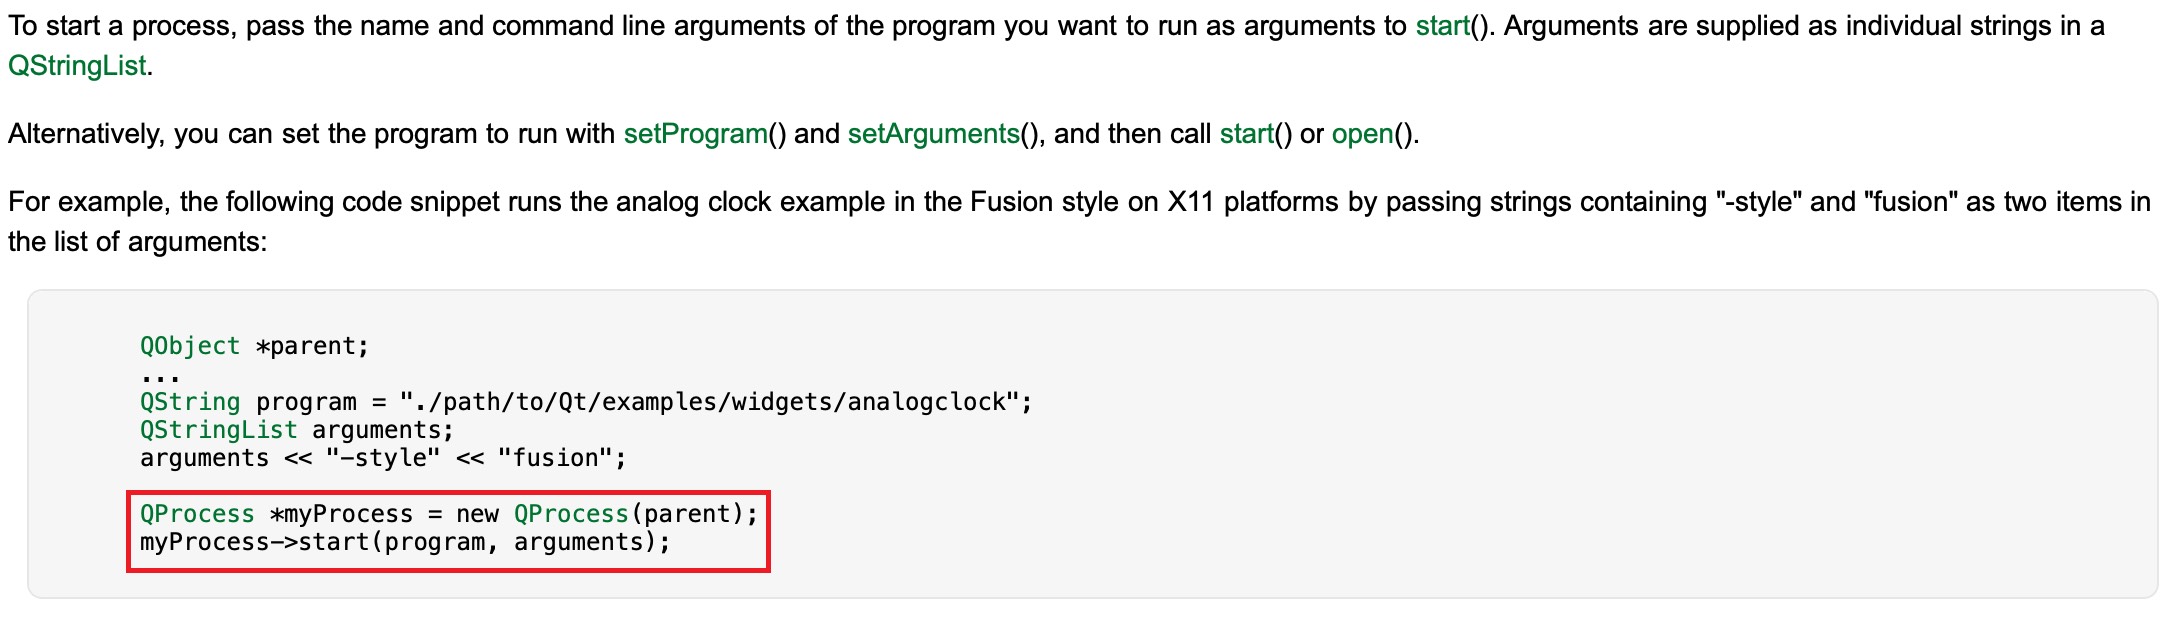 To start a process, pass the name and command line arguments of the program you want to run as arguments to start(). Arguments are supplied as individual strings in a
QStringList.
Alternatively, you can set the program to run with setProgram() and setArguments(), and then call start() or open().
For example, the following code snippet runs the analog clock example in the Fusion style on X11 platforms by passing strings containing "-style" and "fusion" as two items in
the list of arguments:
QObject *parent;
...
QString program = "./path/to/Qt/examples/widgets/analogclock";
QStringList arguments;
arguments << "-style" << "fusion";
QProcess *myProcess = new QProcess(parent);
myProcess->start(program, arguments);